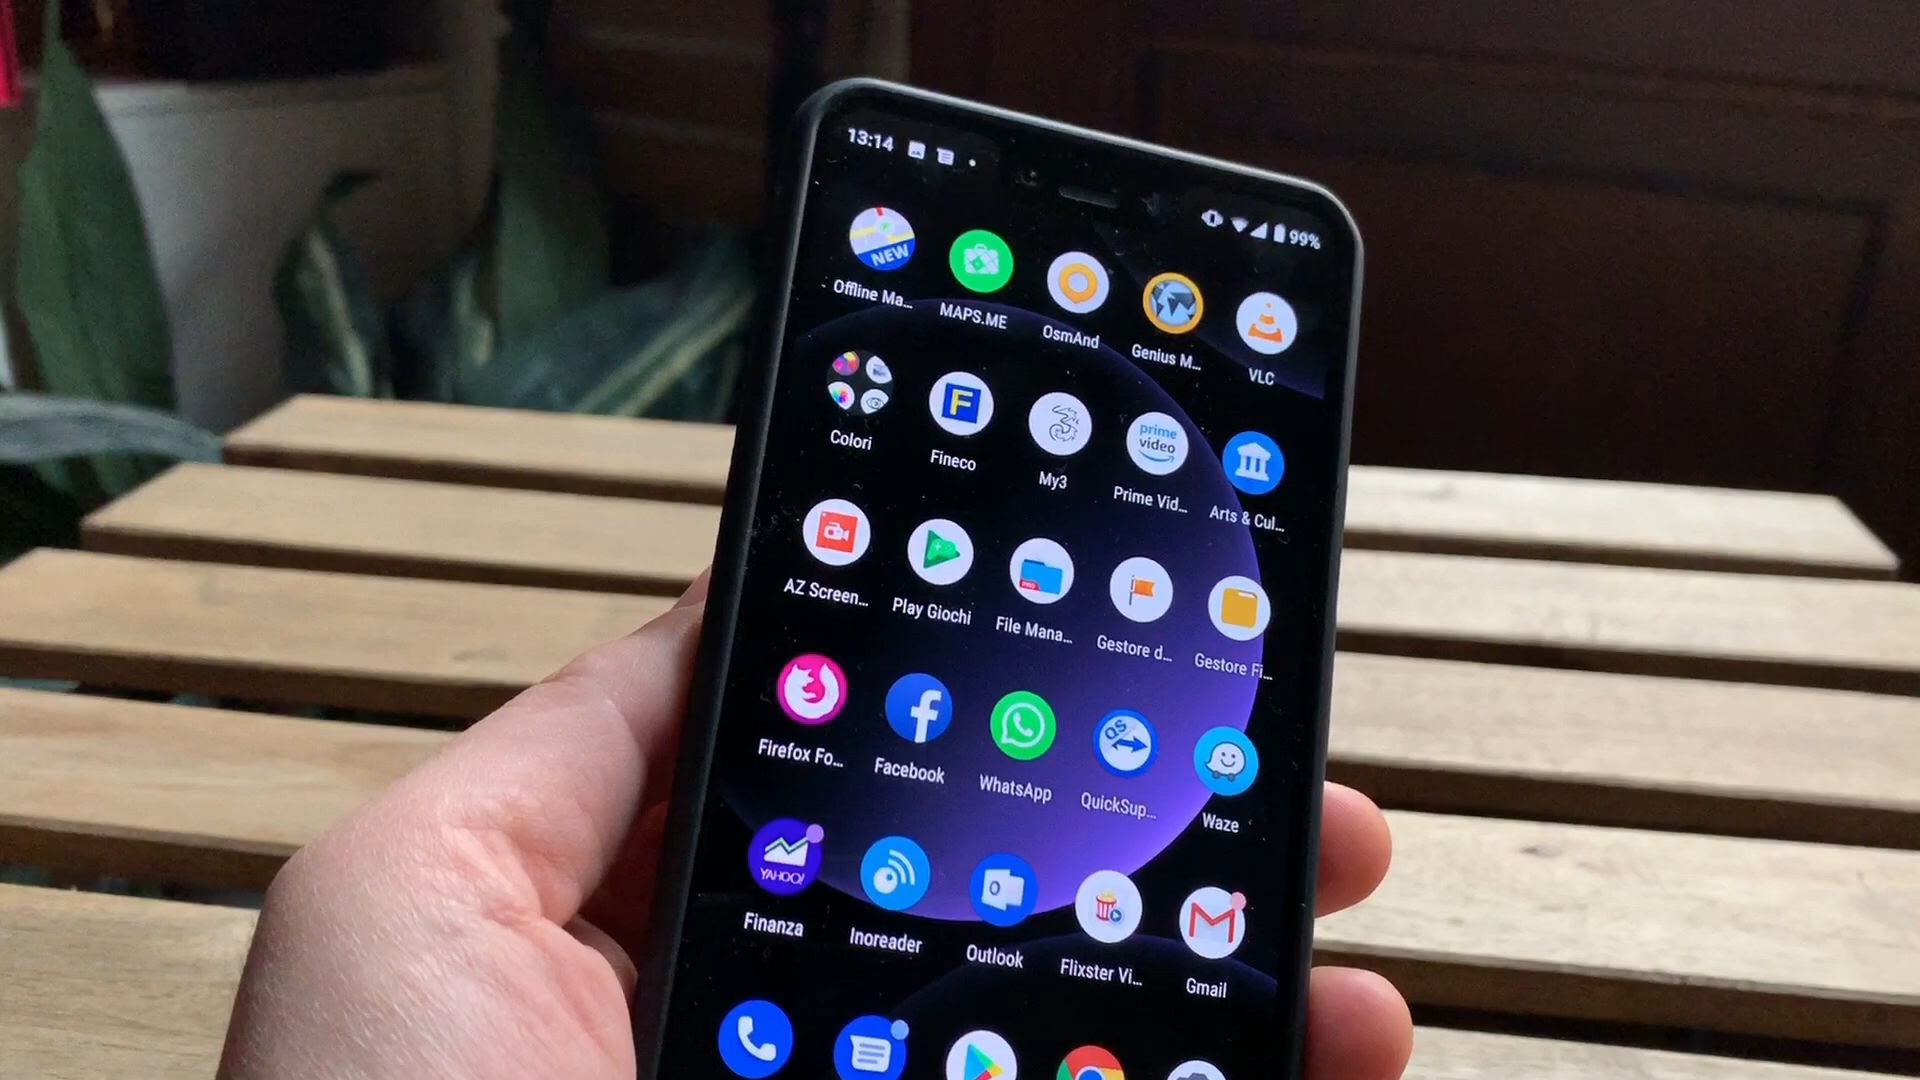 13:14 99%
NEW
Offline Ma... MAPS.ME OsmAnd Genius M... VLC
F prime video
Colori Fineco My3 Prime Vid... Arts & Cul...
PRO
AZ Screen... Play Giochi File Mana... Gestore d... Gestore Fi...
f QS
Firefox Fo... Facebook WhatsApp QuickSup... Waze
YAHOO! O
Finanza Inoreader Outlook Flixster Vi... Gmail